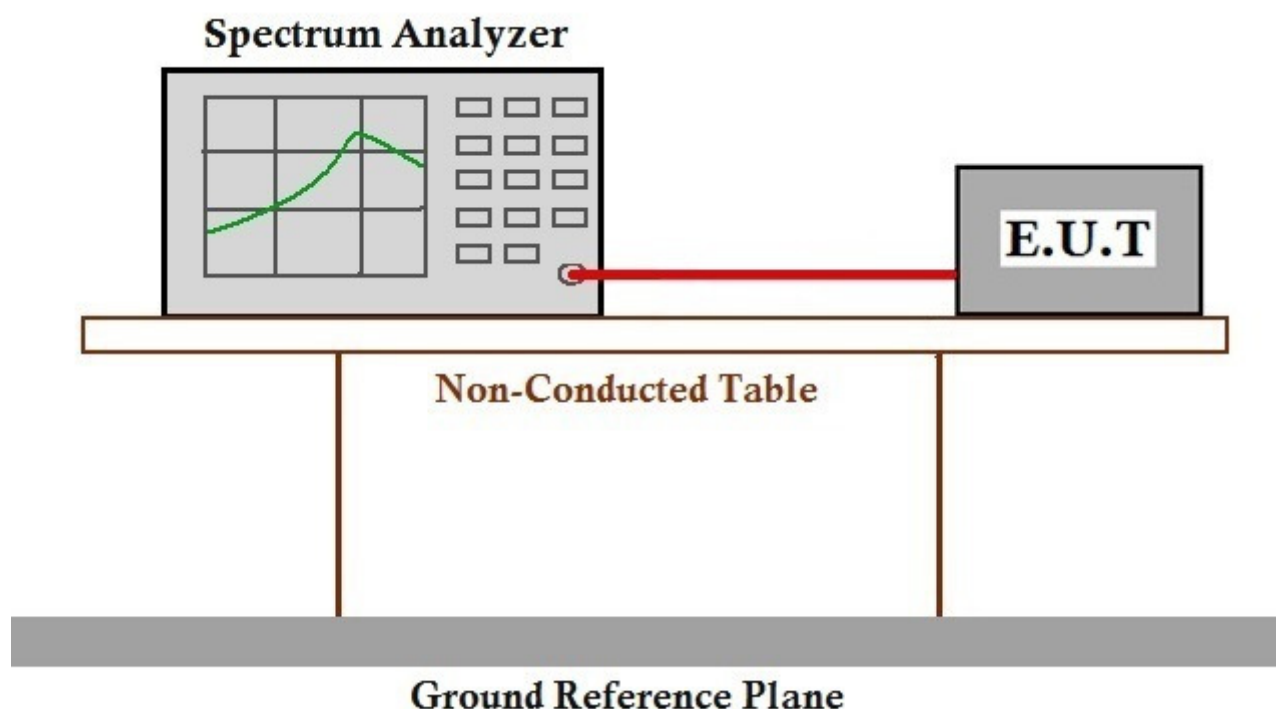 Spectrum Analyzer
E.U.T
Non-Conducted Table
Ground Reference Plane